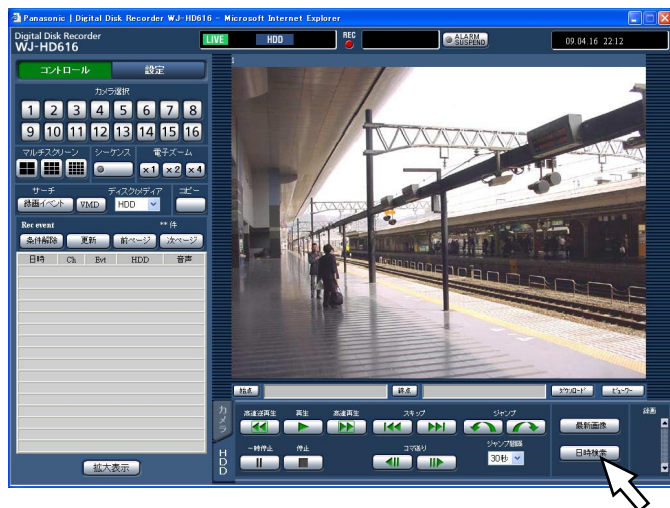 Panasonic | Digital Disk Recorder WJ-HD616 - Microsoft Internet Explorer
Digital Disk Recorder
WJ-HD616
LIVE HDD REC ALARM SUSPEND 09.04.16 22:12
コントロール 設定
カメラ選択
1 2 3 4 5 6 7 8
9 10 11 12 13 14 15 16
マルチスクリーン シーケンス 電子ズーム
x1 x2 x4
サーチ ディスク/メディア コピー
録画イベント VMD HDD
Rec event ** 件
条件解除 更新 前ページ 次ページ
日時 Ch Evt HDD 音声
拡大表示
始点 終点 ダウンロード ビューワー
カメラ
HDD
高速逆再生 再生 高速再生 スキップ ジャンプ 録画
最新画像
一時停止 停止 コマ送り ジャンプ間隔
30秒 日時検索